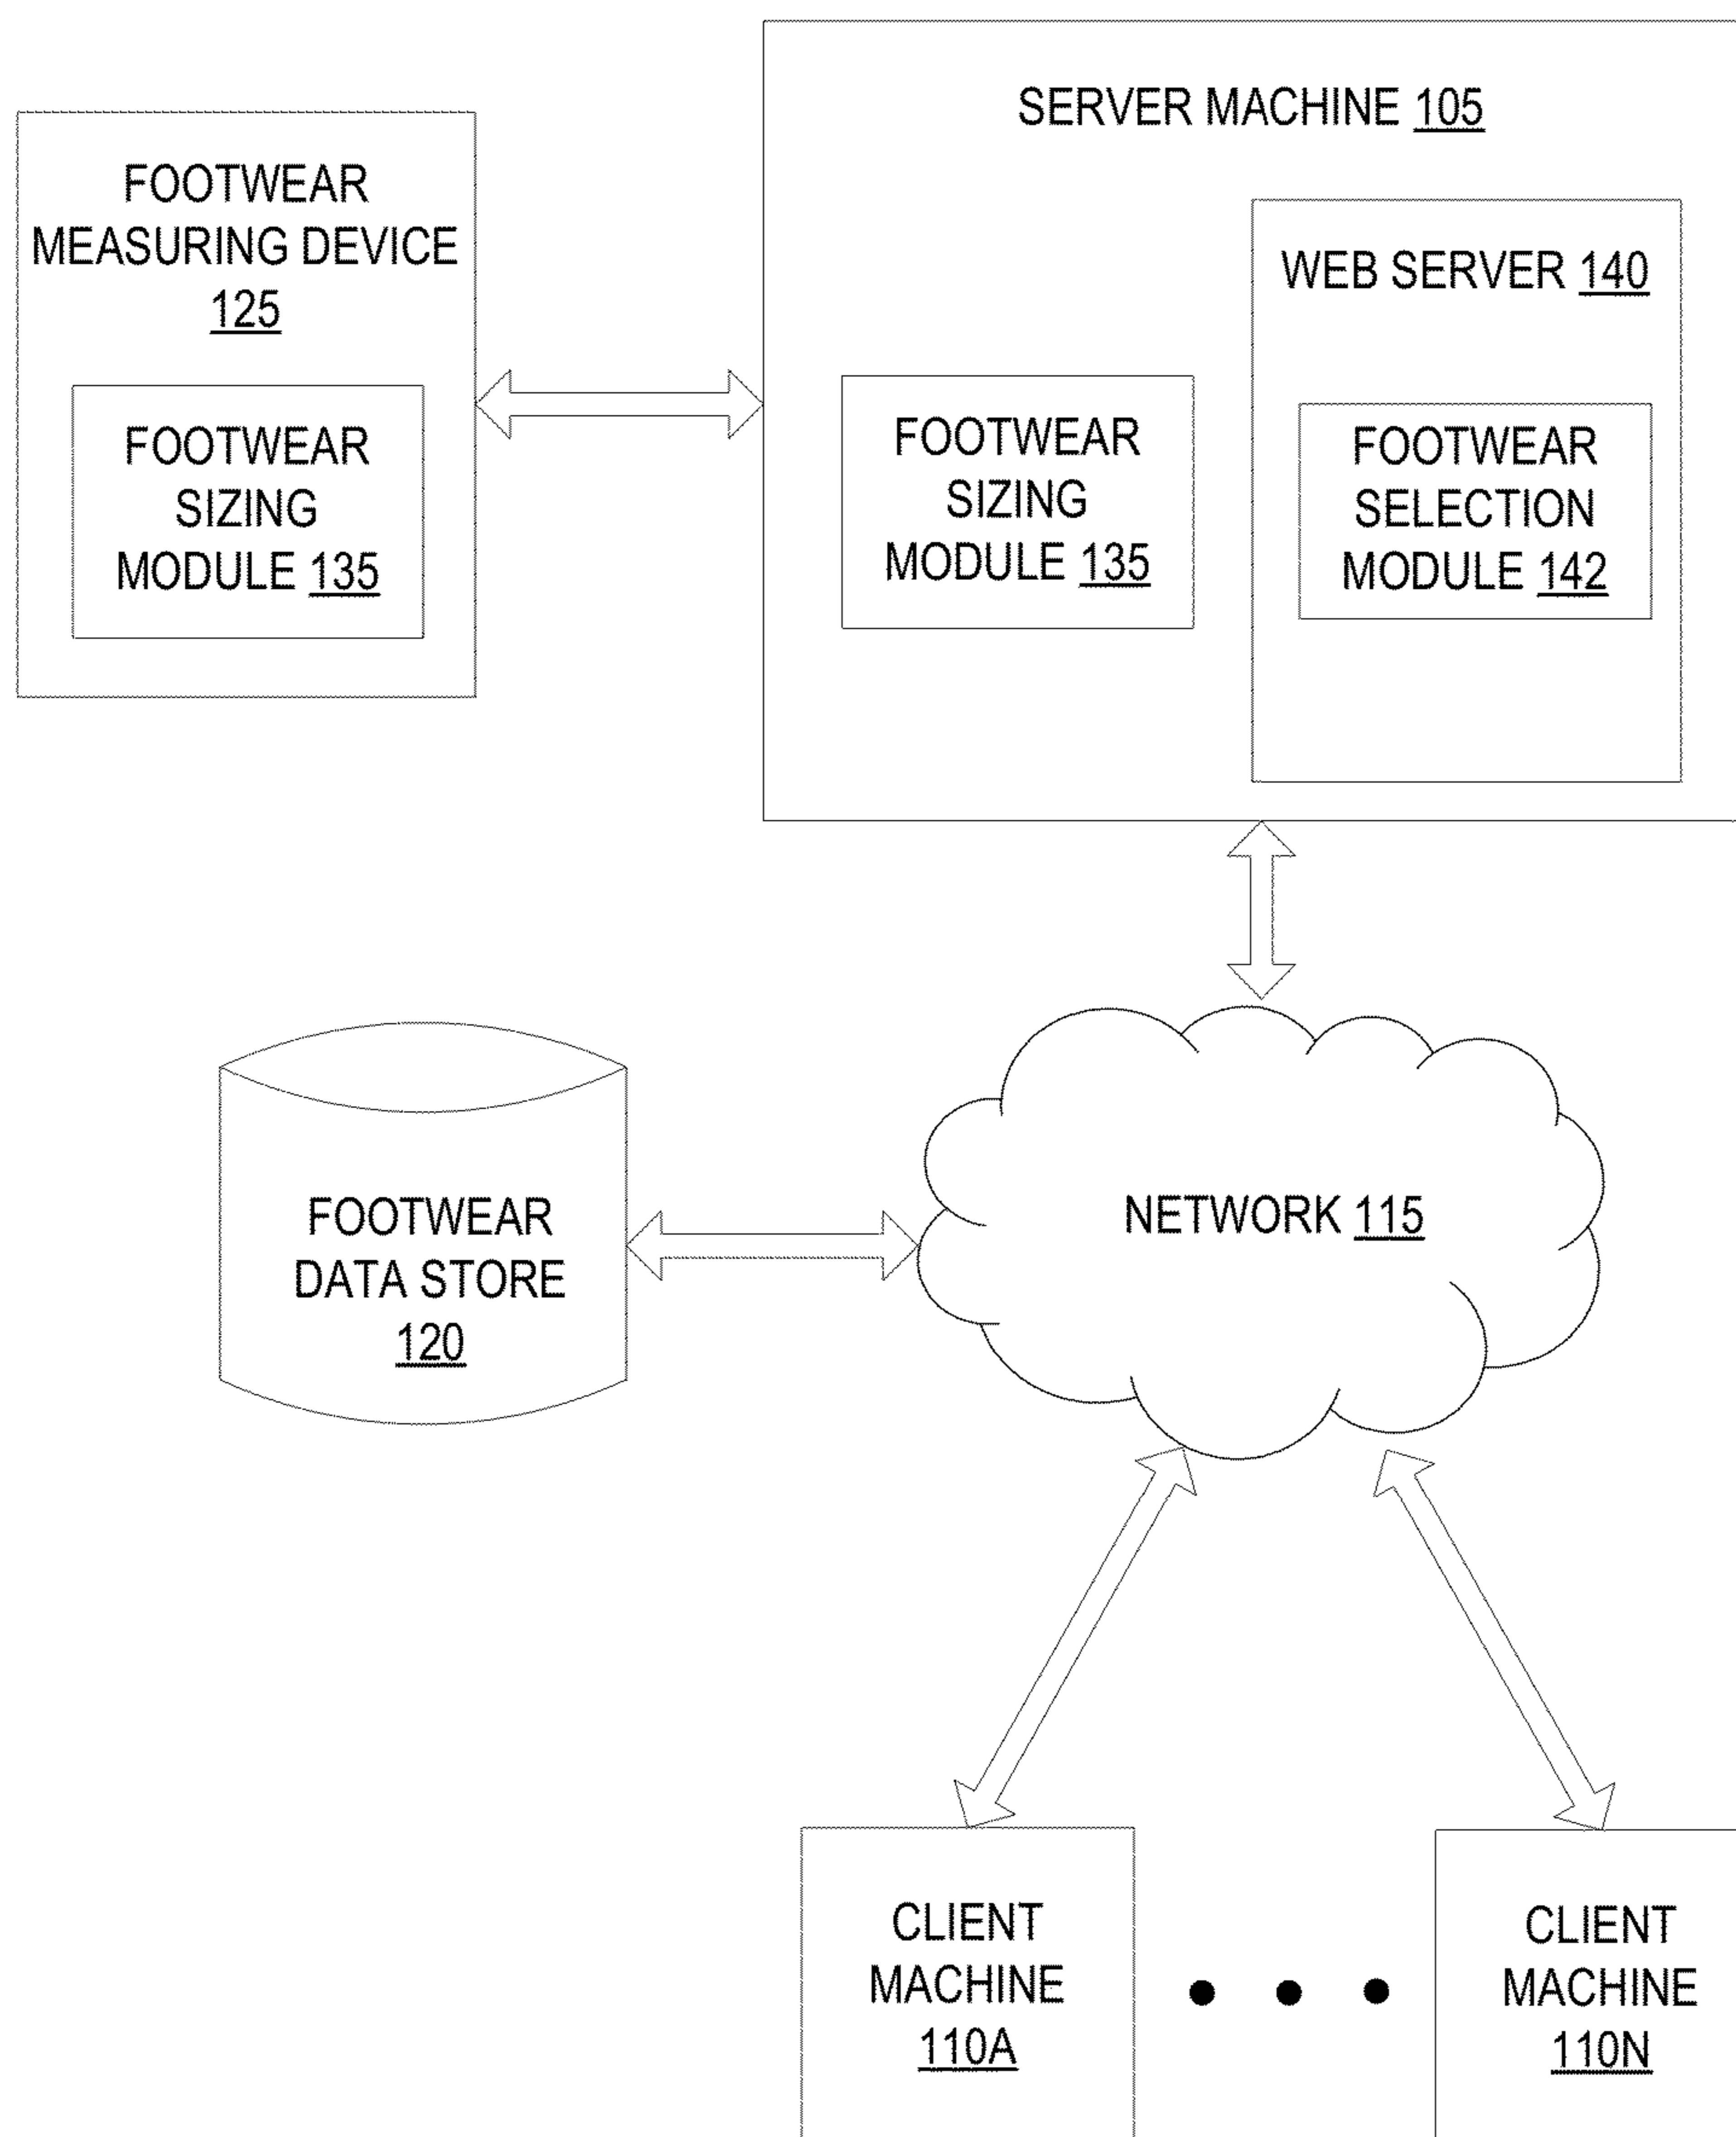 SERVER MACHINE 105
FOOTWEAR
MEASURING DEVICE
125
FOOTWEAR
SIZING
MODULE 135
FOOTWEAR
SIZING
MODULE 135
WEB SERVER 140
FOOTWEAR
SELECTION
MODULE 142
FOOTWEAR
DATA STORE
120
NETWORK 115
CLIENT
MACHINE
110A
CLIENT
MACHINE
110N